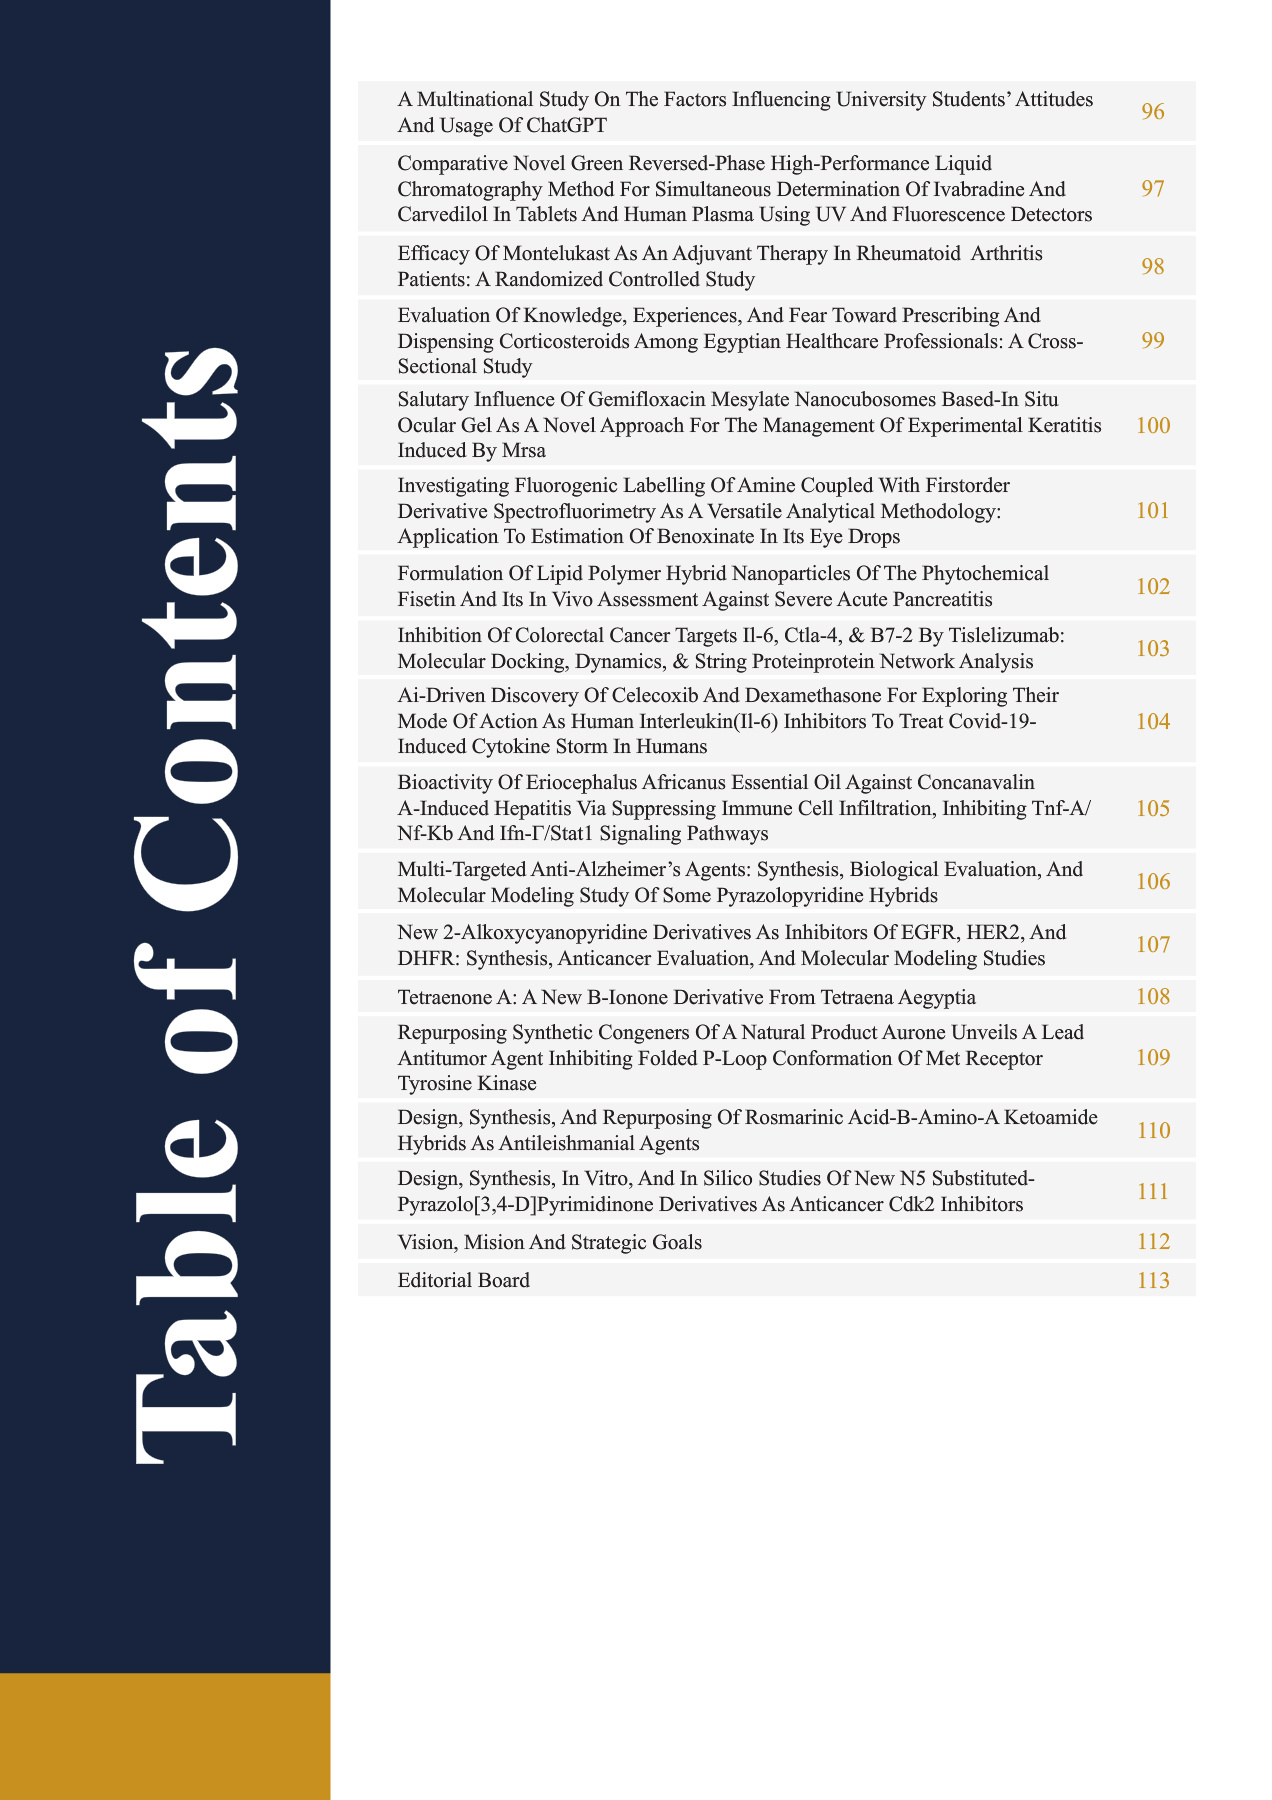 Table of Contents
A Multinational Study On The Factors Influencing University Students’ Attitudes
And Usage Of ChatGPT
96
Comparative Novel Green Reversed-Phase High-Performance Liquid
Chromatography Method For Simultaneous Determination Of Ivabradine And
Carvedilol In Tablets And Human Plasma Using UV And Fluorescence Detectors
97
Efficacy Of Montelukast As An Adjuvant Therapy In Rheumatoid  Arthritis
Patients: A Randomized Controlled Study
98
Evaluation Of Knowledge, Experiences, And Fear Toward Prescribing And
Dispensing Corticosteroids Among Egyptian Healthcare Professionals: A Cross-
Sectional Study
99
Salutary Influence Of Gemifloxacin Mesylate Nanocubosomes Based-In Situ
Ocular Gel As A Novel Approach For The Management Of Experimental Keratitis
Induced By Mrsa
100
Investigating Fluorogenic Labelling Of Amine Coupled With Firstorder
Derivative Spectrofluorimetry As A Versatile Analytical Methodology:
Application To Estimation Of Benoxinate In Its Eye Drops
101
Formulation Of Lipid Polymer Hybrid Nanoparticles Of The Phytochemical
Fisetin And Its In Vivo Assessment Against Severe Acute Pancreatitis
102
Inhibition Of Colorectal Cancer Targets Il-6, Ctla-4, & B7-2 By Tislelizumab:
Molecular Docking, Dynamics, & String Proteinprotein Network Analysis
103
Ai-Driven Discovery Of Celecoxib And Dexamethasone For Exploring Their
Mode Of Action As Human Interleukin(Il-6) Inhibitors To Treat Covid-19-
Induced Cytokine Storm In Humans
104
Bioactivity Of Eriocephalus Africanus Essential Oil Against Concanavalin
A-Induced Hepatitis Via Suppressing Immune Cell Infiltration, Inhibiting Tnf-Α/
Nf-Kb And Ifn-Γ/Stat1 Signaling Pathways
105
Multi-Targeted Anti-Alzheimer’s Agents: Synthesis, Biological Evaluation, And
Molecular Modeling Study Of Some Pyrazolopyridine Hybrids
106
New 2-Alkoxycyanopyridine Derivatives As Inhibitors Of EGFR, HER2, And
DHFR: Synthesis, Anticancer Evaluation, And Molecular Modeling Studies
107
Tetraenone A: A New Β-Ionone Derivative From Tetraena Aegyptia
108
Repurposing Synthetic Congeners Of A Natural Product Aurone Unveils A Lead
Antitumor Agent Inhibiting Folded P-Loop Conformation Of Met Receptor
Tyrosine Kinase
109
Design, Synthesis, And Repurposing Of Rosmarinic Acid-Β-Amino-Α Ketoamide
Hybrids As Antileishmanial Agents
110
Design, Synthesis, In Vitro, And In Silico Studies Of New N5 Substituted-
Pyrazolo[3,4-D]Pyrimidinone Derivatives As Anticancer Cdk2 Inhibitors
111
Vision, Mision And Strategic Goals
112
Editorial Board
113